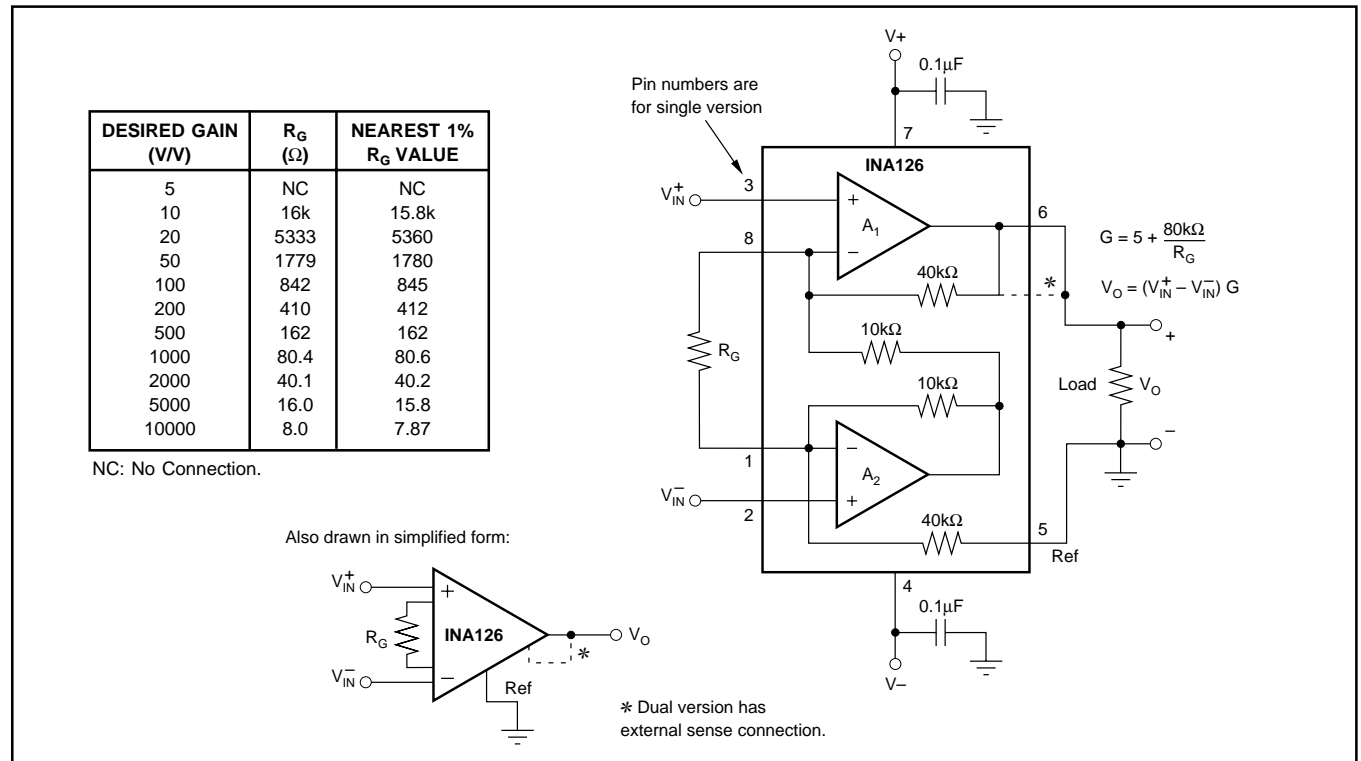 DESIRED GAIN (V/V) | R_G (Ω) | NEAREST 1% R_G VALUE
5 | NC | NC
10 | 16k | 15.8k
20 | 5333 | 5360
50 | 1779 | 1780
100 | 842 | 845
200 | 410 | 412
500 | 162 | 162
1000 | 80.4 | 80.6
2000 | 40.1 | 40.2
5000 | 16.0 | 15.8
10000 | 8.0 | 7.87
NC: No Connection.
Also drawn in simplified form:
V_IN^+
+
R_G
INA126
V_O
*
V_IN^–
–
Ref
* Dual version has
external sense connection.
Pin numbers are
for single version
V+
0.1µF
7
INA126
V_IN^+
3
+
A_1
6
8
–
40kΩ
*
G = 5 + 80kΩ / R_G
V_O = (V_IN^+ – V_IN^–) G
10kΩ
R_G
10kΩ
+
Load
V_O
–
1
–
A_2
V_IN^–
2
+
40kΩ
5
Ref
4
0.1µF
V–